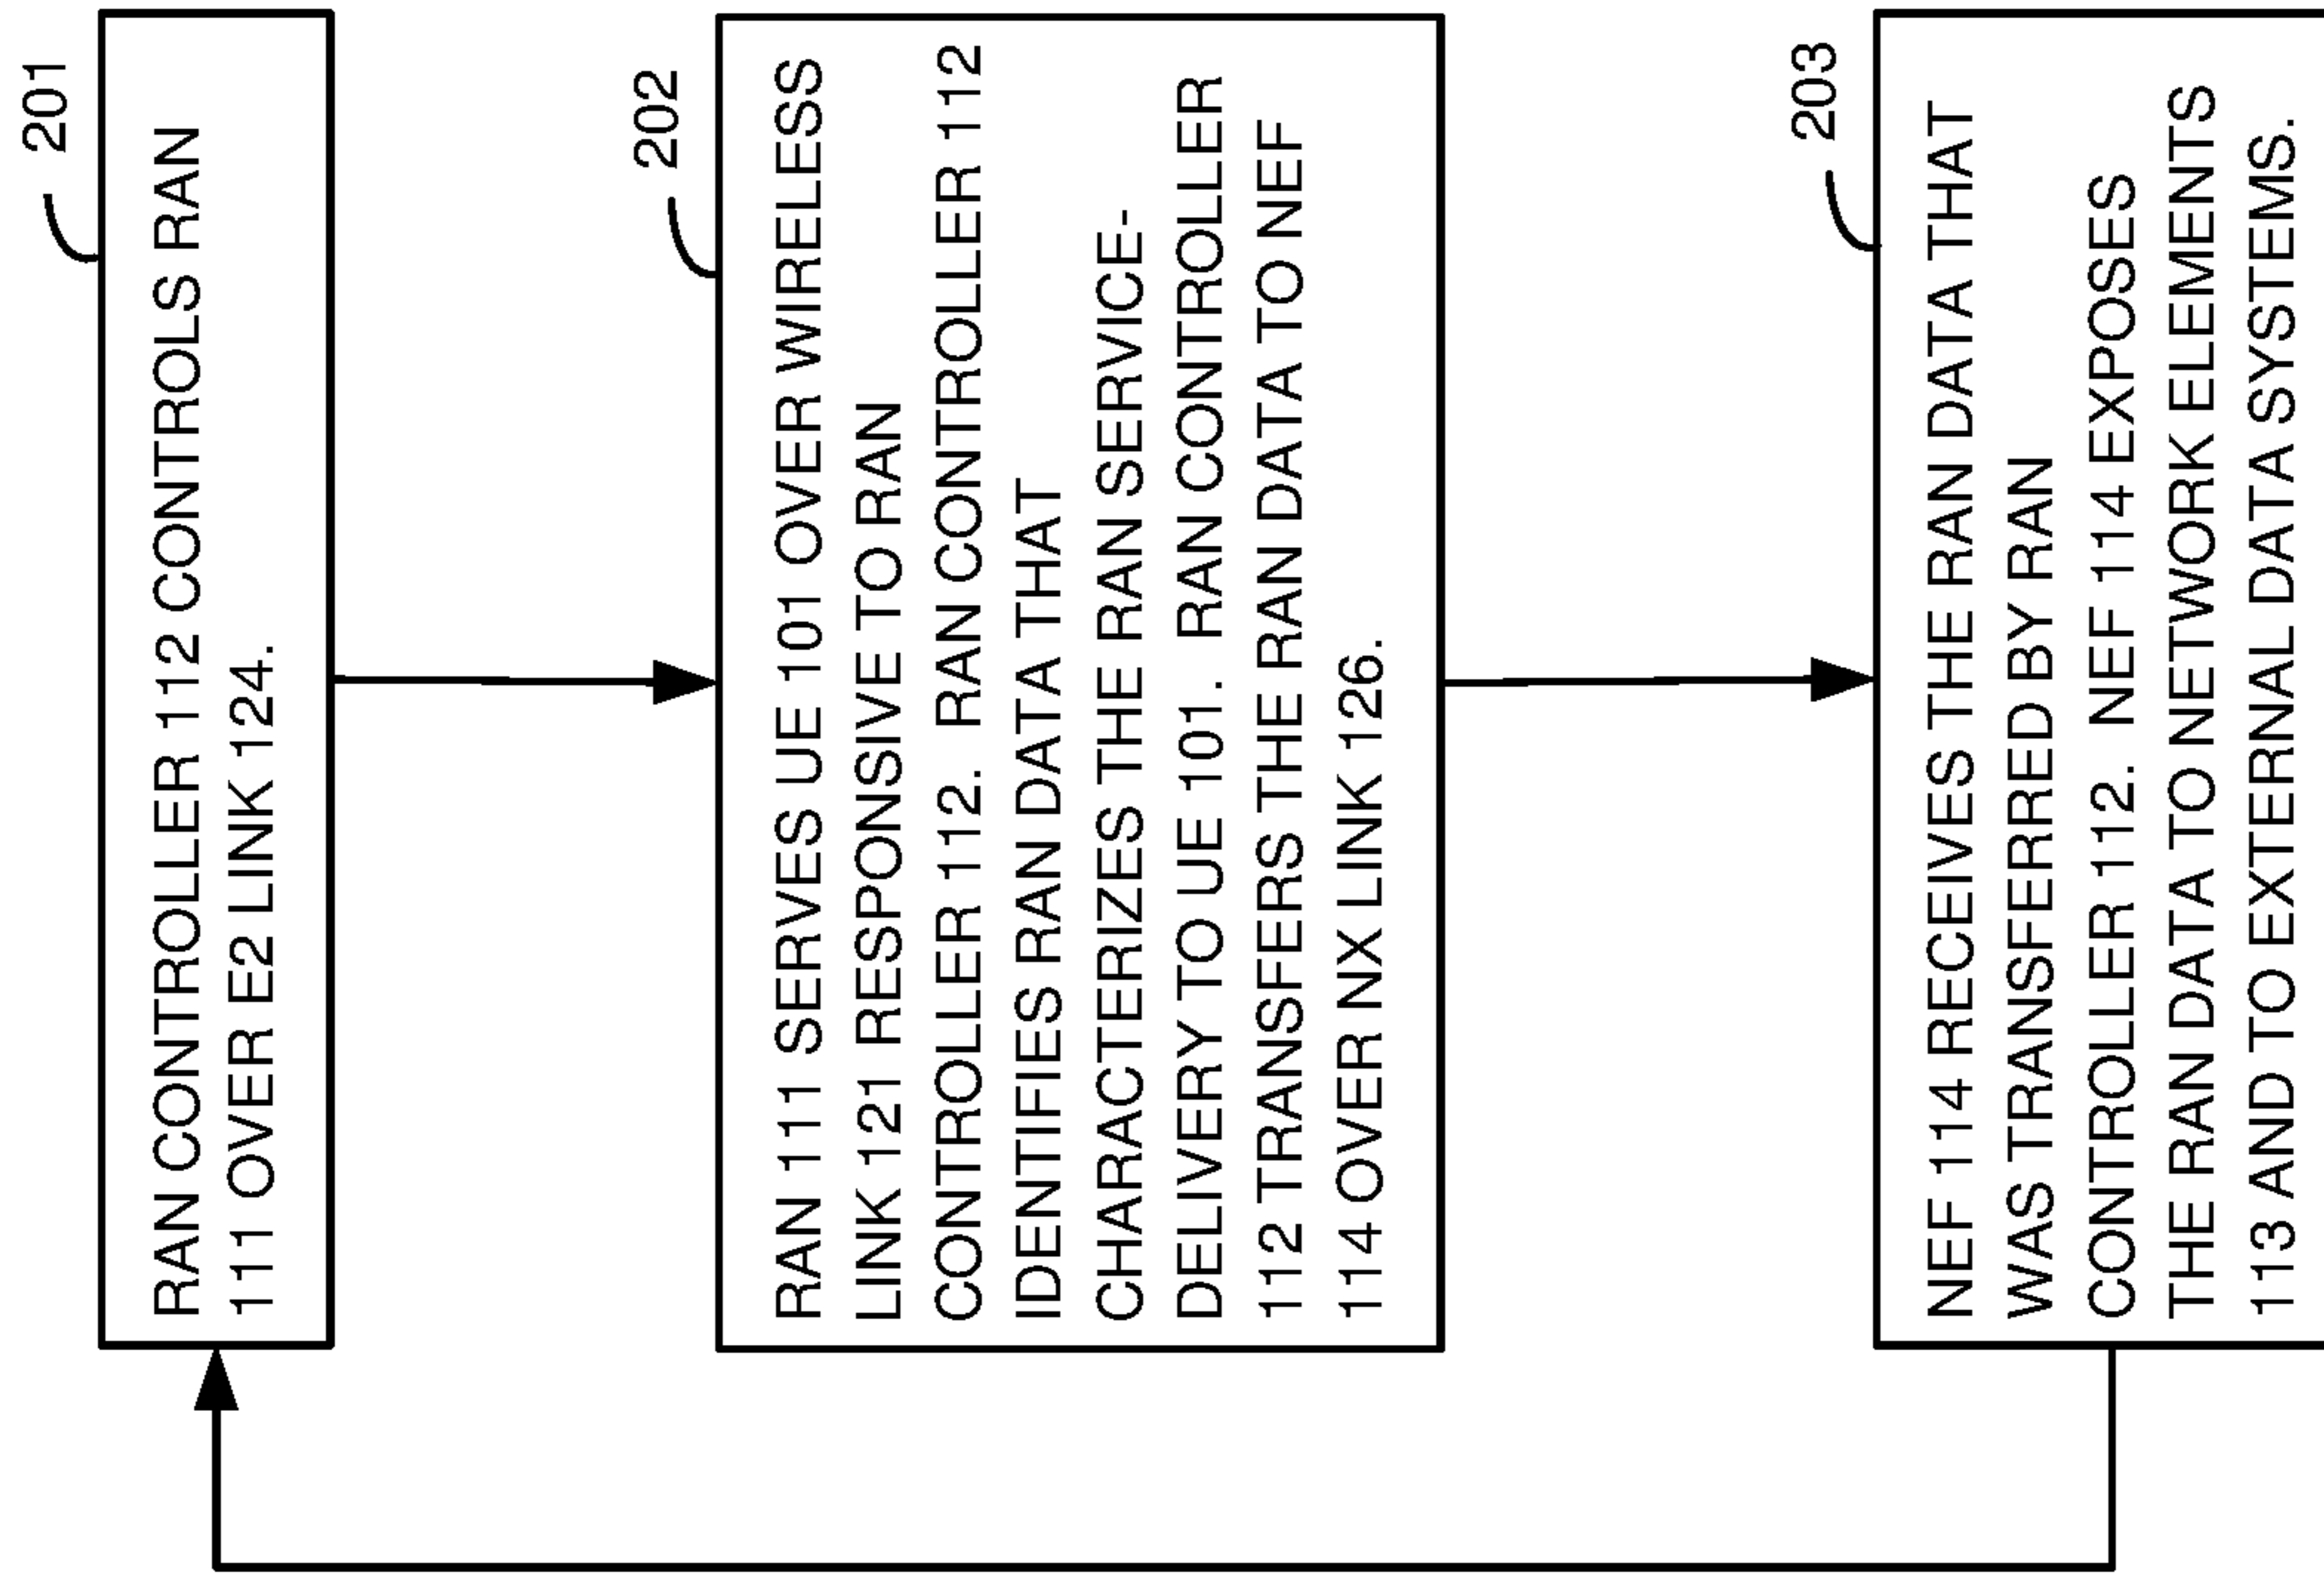 201
RAN CONTROLLER 112 CONTROLS RAN
111 OVER E2 LINK 124.
202
RAN 111 SERVES UE 101 OVER WIRELESS
LINK 121 RESPONSIVE TO RAN
CONTROLLER 112. RAN CONTROLLER 112
IDENTIFIES RAN DATA THAT
CHARACTERIZES THE RAN SERVICE-
DELIVERY TO UE 101. RAN CONTROLLER
112 TRANSFERS THE RAN DATA TO NEF
114 OVER NX LINK 126.
203
NEF 114 RECEIVES THE RAN DATA THAT
WAS TRANSFERRED BY RAN
CONTROLLER 112. NEF 114 EXPOSES
THE RAN DATA TO NETWORK ELEMENTS
113 AND TO EXTERNAL DATA SYSTEMS.